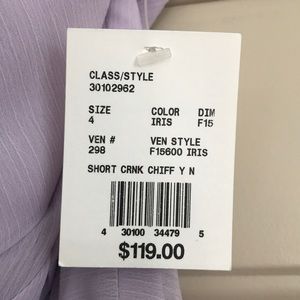 CLASS/STYLE
30102962
SIZE COLOR DIM
4 IRIS F15
VEN # VEN STYLE
298 F15600 IRIS
SHORT CRNK CHIFF Y N
4 30100 34479 5
$119.00